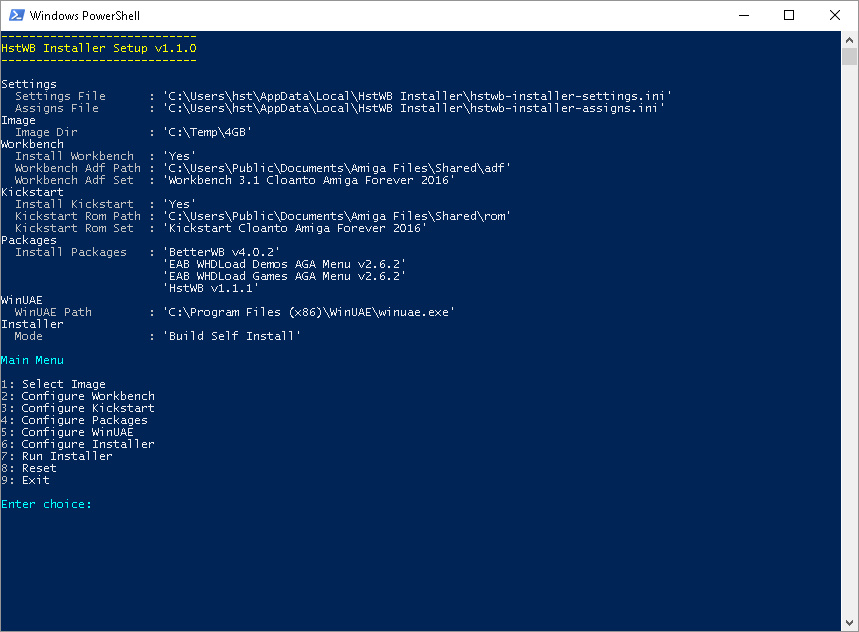 Windows PowerShell
----------------------------
HstWB Installer Setup v1.1.0
----------------------------
Settings
  Settings File      : 'C:\Users\hst\AppData\Local\HstWB Installer\hstwb-installer-settings.ini'
  Assigns File       : 'C:\Users\hst\AppData\Local\HstWB Installer\hstwb-installer-assigns.ini'
Image
  Image Dir          : 'C:\Temp\4GB'
Workbench
  Install Workbench  : 'Yes'
  Workbench Adf Path : 'C:\Users\Public\Documents\Amiga Files\Shared\adf'
  Workbench Adf Set  : 'Workbench 3.1 Cloanto Amiga Forever 2016'
Kickstart
  Install Kickstart  : 'Yes'
  Kickstart Rom Path : 'C:\Users\Public\Documents\Amiga Files\Shared\rom'
  Kickstart Rom Set  : 'Kickstart Cloanto Amiga Forever 2016'
Packages
  Install Packages   : 'BetterWB v4.0.2'
                       'EAB WHDLoad Demos AGA Menu v2.6.2'
                       'EAB WHDLoad Games AGA Menu v2.6.2'
                       'HstWB v1.1.1'
WinUAE
  WinUAE Path        : 'C:\Program Files (x86)\WinUAE\winuae.exe'
Installer
  Mode               : 'Build Self Install'
Main Menu
1: Select Image
2: Configure Workbench
3: Configure Kickstart
4: Configure Packages
5: Configure WinUAE
6: Configure Installer
7: Run Installer
8: Reset
9: Exit
Enter choice: